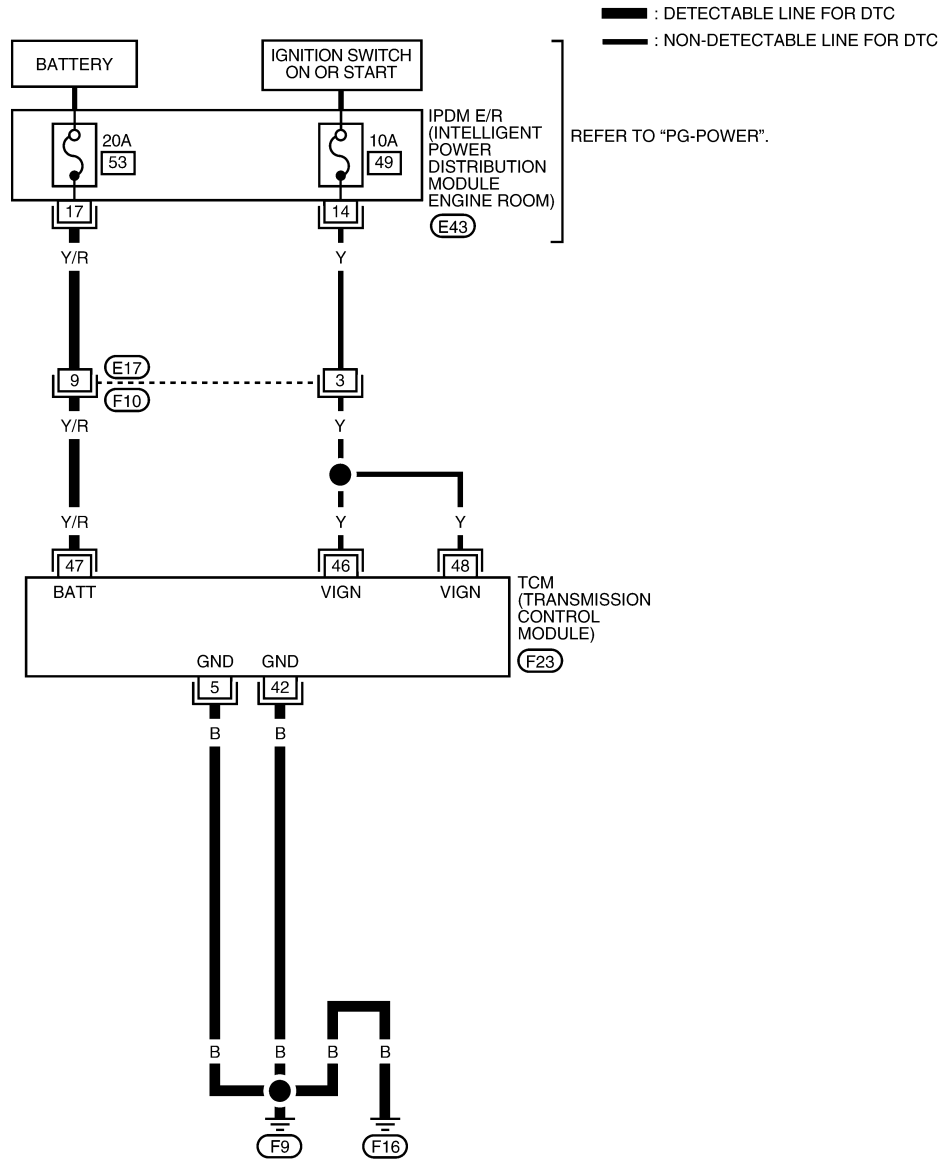 : DETECTABLE LINE FOR DTC
: NON-DETECTABLE LINE FOR DTC
BATTERY
IGNITION SWITCH
ON OR START
IPDM E/R
(INTELLIGENT
POWER
DISTRIBUTION
MODULE
ENGINE ROOM)
E43
REFER TO “PG-POWER”.
20A
53
10A
49
17
14
Y/R
Y
9
E17
F10
3
Y/R
Y
Y/R
Y
Y
47
46
48
BATT
VIGN
VIGN
TCM
(TRANSMISSION
CONTROL
MODULE)
F23
GND
GND
5
42
B
B
B
B
B
B
F9
F16